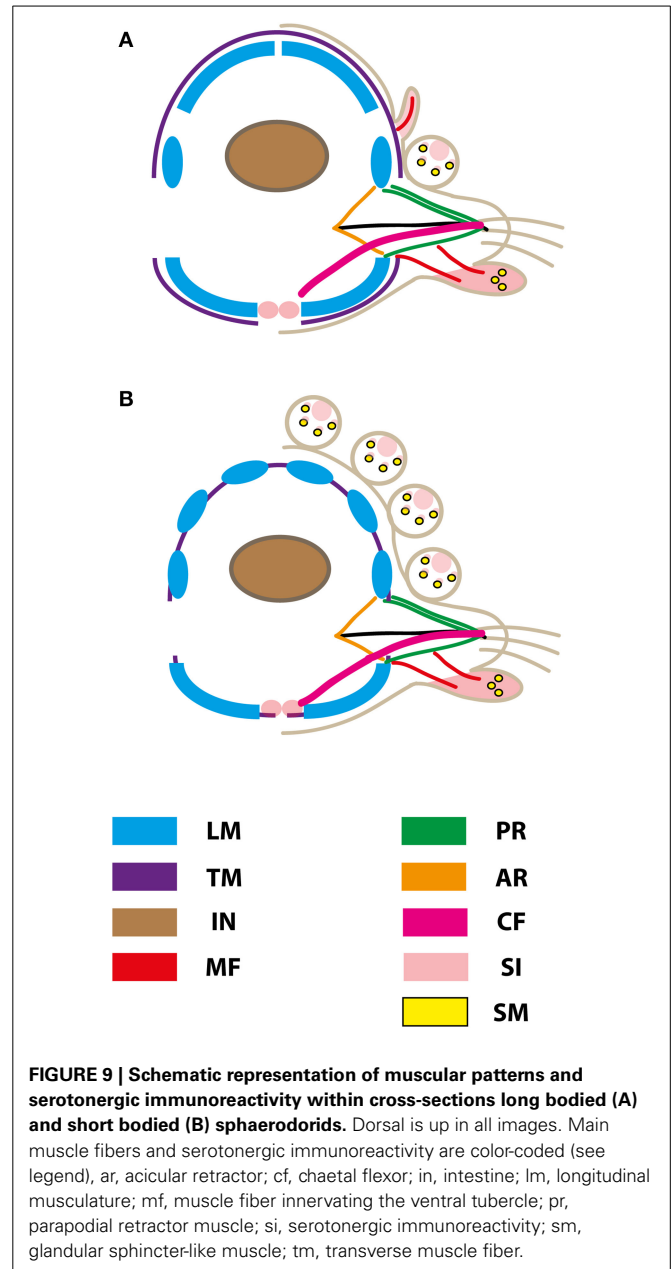 A
B
LM PR
TM AR
IN CF
MF SI
SM
FIGURE 9 | Schematic representation of muscular patterns and
serotonergic immunoreactivity within cross-sections long bodied (A)
and short bodied (B) sphaerodorids. Dorsal is up in all images. Main
muscle fibers and serotonergic immunoreactivity are color-coded (see
legend), ar, acicular retractor; cf, chaetal flexor; in, intestine; lm, longitudinal
musculature; mf, muscle fiber innervating the ventral tubercle; pr,
parapodial retractor muscle; si, serotonergic immunoreactivity; sm,
glandular sphincter-like muscle; tm, transverse muscle fiber.